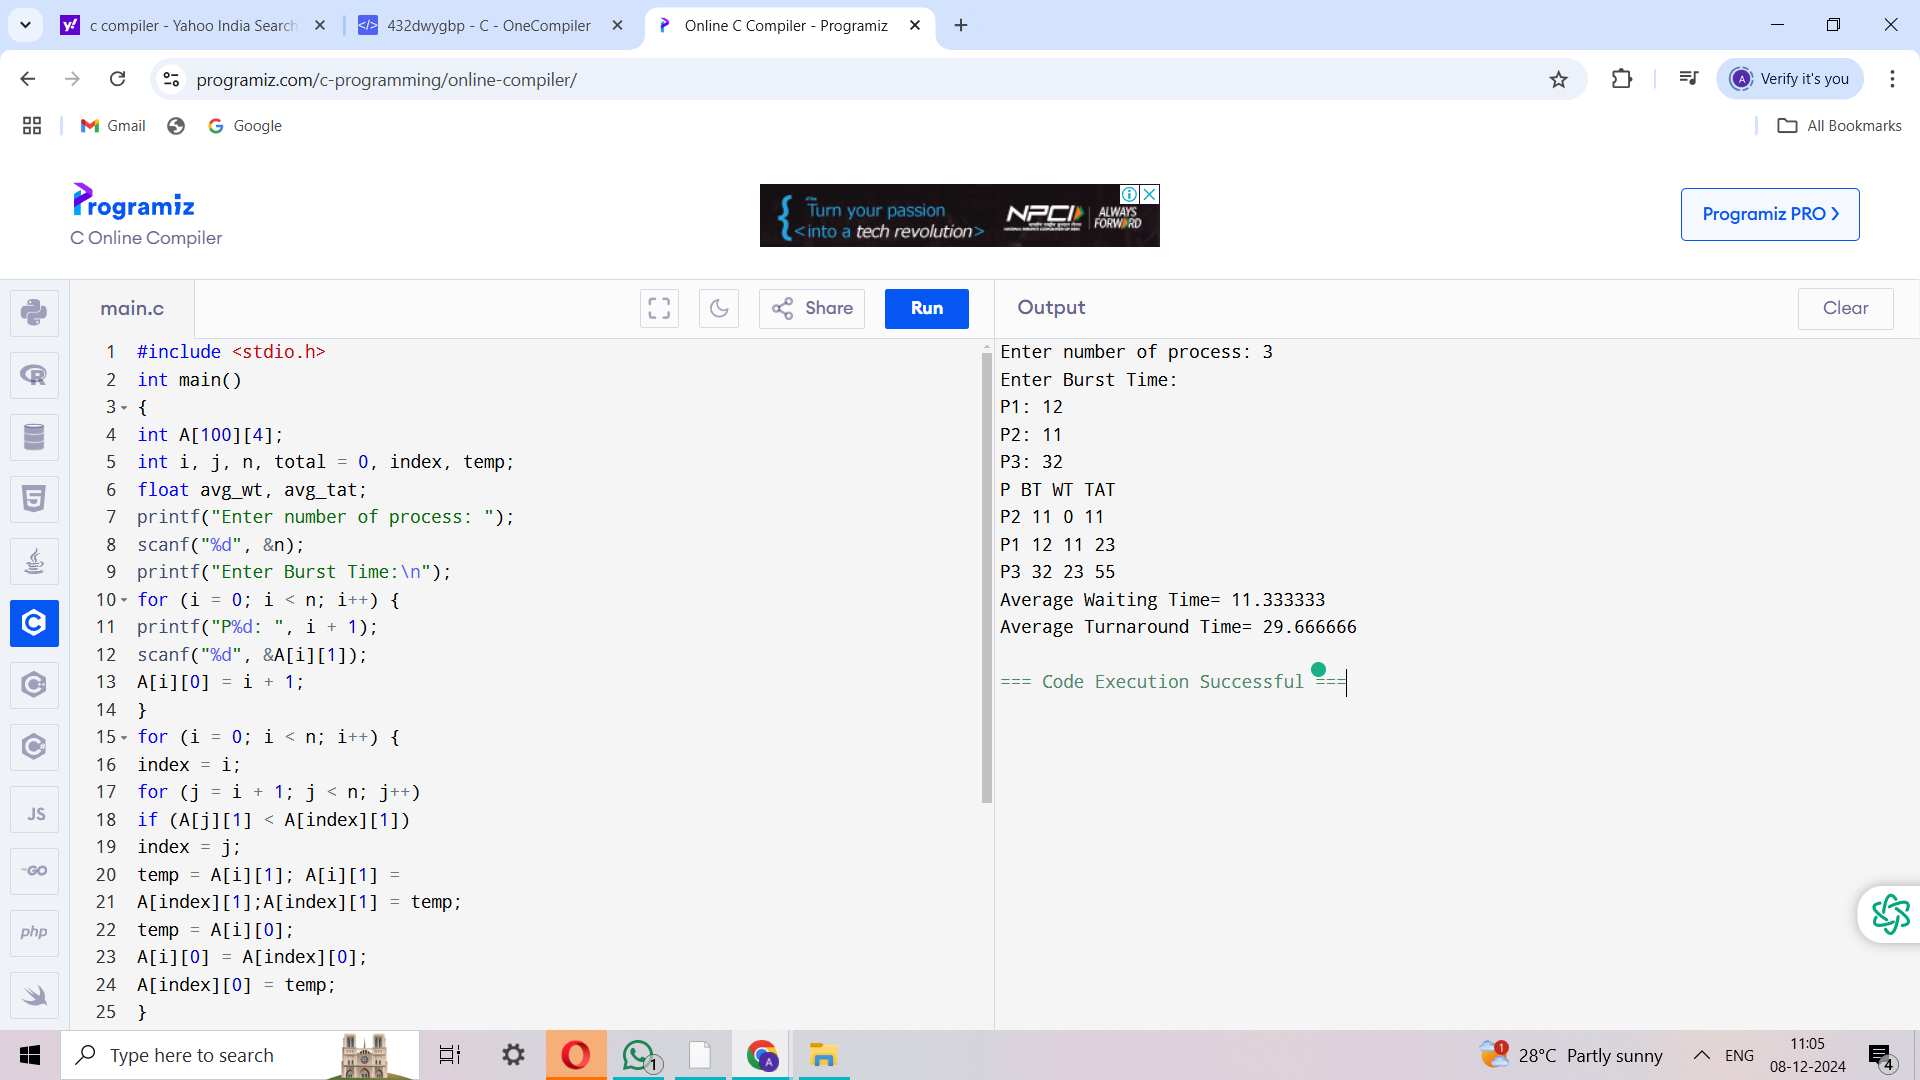 c compiler - Yahoo India Search
432dwygbp - C - OneCompiler
Online C Compiler - Programiz
programiz.com/c-programming/online-compiler/
A
Verify it's you
Gmail
Google
All Bookmarks
Programiz
C Online Compiler
Turn your passion
<into a tech revolution>
NPCI
ALWAYS
FORWARD
Programiz PRO
main.c
Share
Run
Output
Clear
1 #include <stdio.h>
2 int main()
3 {
4 int A[100][4];
5 int i, j, n, total = 0, index, temp;
6 float avg_wt, avg_tat;
7 printf("Enter number of process: ");
8 scanf("%d", &n);
9 printf("Enter Burst Time:\n");
10 for (i = 0; i < n; i++) {
11 printf("P%d: ", i + 1);
12 scanf("%d", &A[i][1]);
13 A[i][0] = i + 1;
14 }
15 for (i = 0; i < n; i++) {
16 index = i;
17 for (j = i + 1; j < n; j++)
18 if (A[j][1] < A[index][1])
19 index = j;
20 temp = A[i][1]; A[i][1] =
21 A[index][1];A[index][1] = temp;
22 temp = A[i][0];
23 A[i][0] = A[index][0];
24 A[index][0] = temp;
25 }
Enter number of process: 3
Enter Burst Time:
P1: 12
P2: 11
P3: 32
P BT WT TAT
P2 11 0 11
P1 12 11 23
P3 32 23 55
Average Waiting Time= 11.333333
Average Turnaround Time= 29.666666
=== Code Execution Successful ===
R
5
C
JS
GO
php
Type here to search
1
A
1
28°C Partly sunny
ENG
11:05
08-12-2024
4